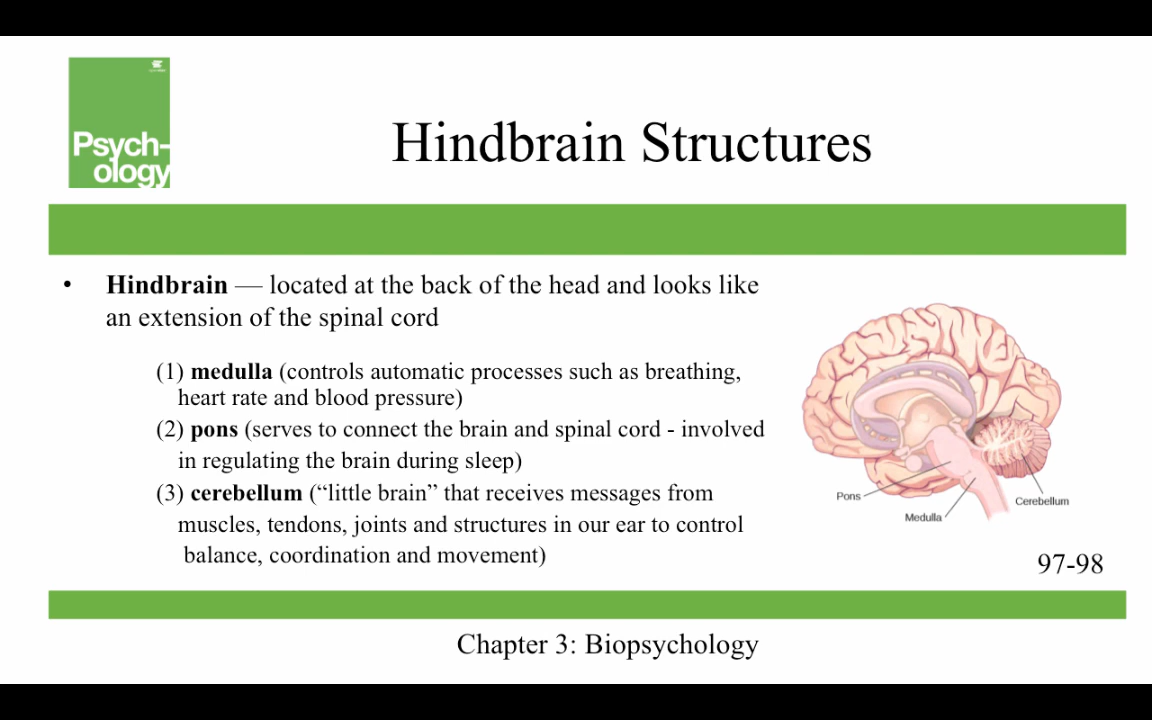 Psych-
ology
Hindbrain Structures
• Hindbrain — located at the back of the head and looks like
an extension of the spinal cord
(1) medulla (controls automatic processes such as breathing,
heart rate and blood pressure)
(2) pons (serves to connect the brain and spinal cord - involved
in regulating the brain during sleep)
(3) cerebellum (“little brain” that receives messages from
muscles, tendons, joints and structures in our ear to control
balance, coordination and movement)
Pons
Medulla
Cerebellum
97-98
Chapter 3: Biopsychology